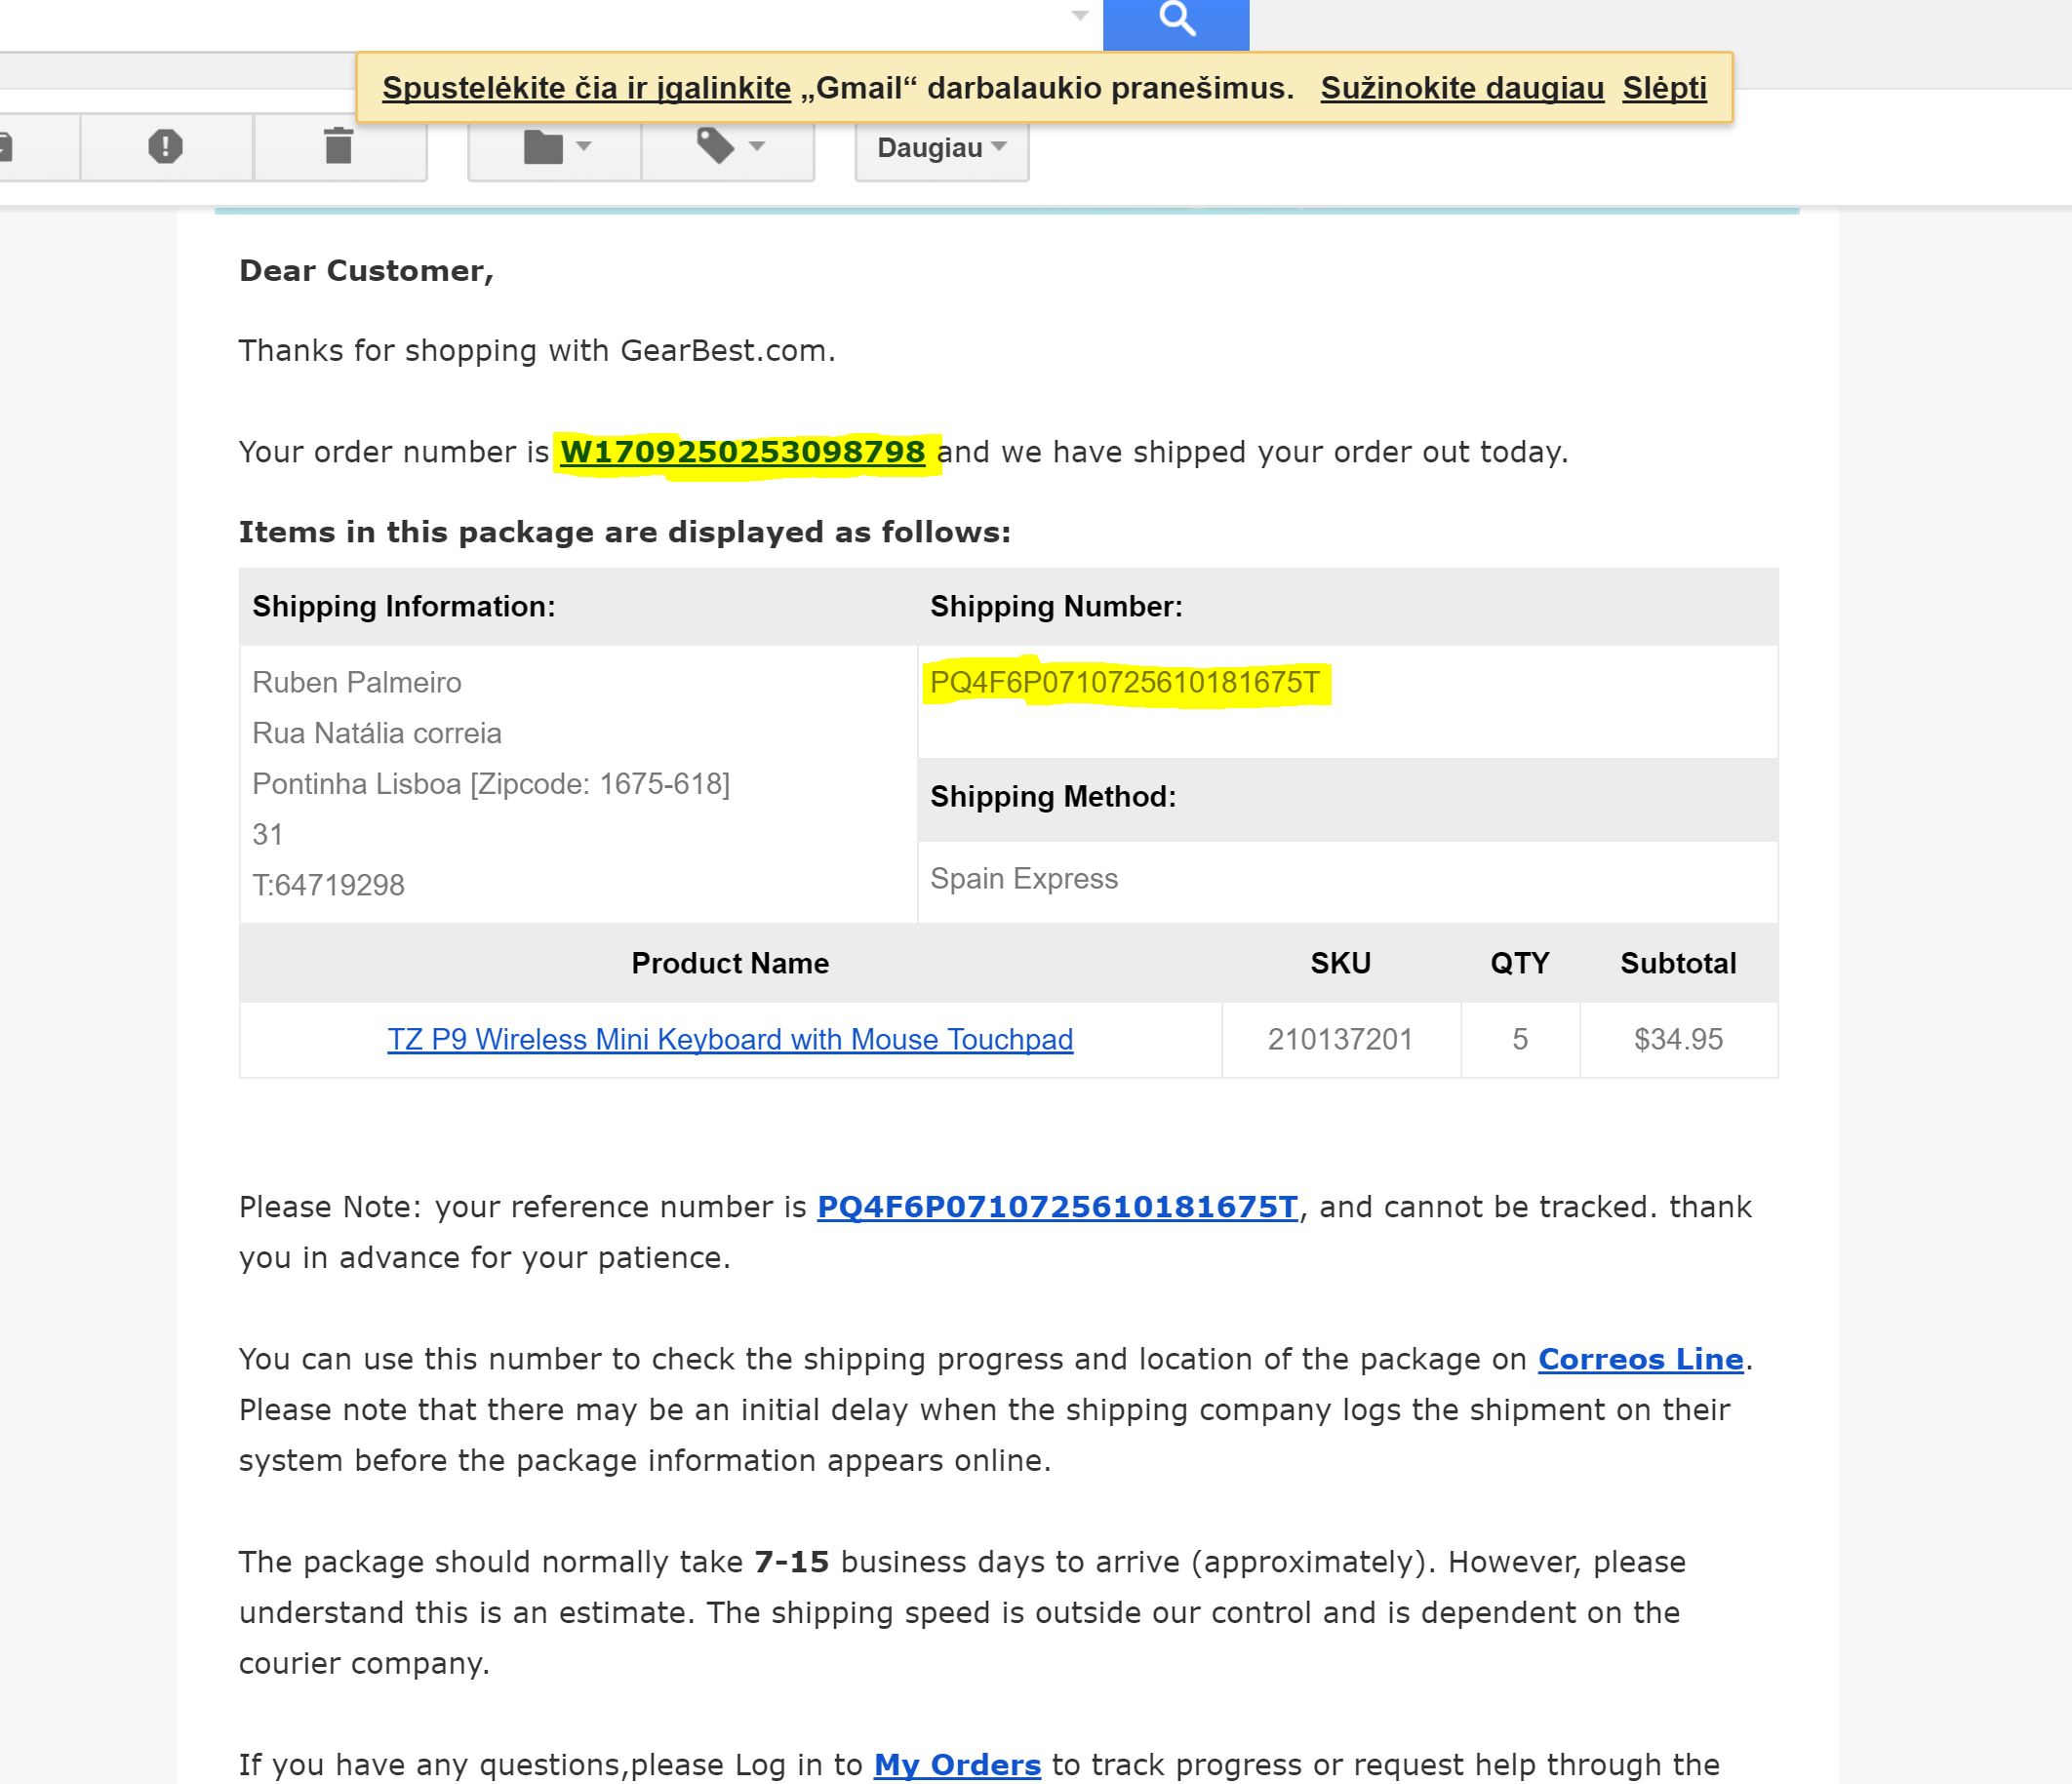 Spustelėkite čia ir įgalinkite „Gmail“ darbalaukio pranešimus. Sužinokite daugiau Slėpti
Daugiau
Dear Customer,
Thanks for shopping with GearBest.com.
Your order number is W1709250253098798 and we have shipped your order out today.
Items in this package are displayed as follows:
Shipping Information: Shipping Number:
Ruben Palmeiro PQ4F6P0710725610181675T
Rua Natália correia
Pontinha Lisboa [Zipcode: 1675-618] Shipping Method:
31
T:64719298 Spain Express
Product Name SKU QTY Subtotal
TZ P9 Wireless Mini Keyboard with Mouse Touchpad 210137201 5 $34.95
Please Note: your reference number is PQ4F6P0710725610181675T, and cannot be tracked. thank
you in advance for your patience.
You can use this number to check the shipping progress and location of the package on Correos Line.
Please note that there may be an initial delay when the shipping company logs the shipment on their
system before the package information appears online.
The package should normally take 7-15 business days to arrive (approximately). However, please
understand this is an estimate. The shipping speed is outside our control and is dependent on the
courier company.
If you have any questions,please Log in to My Orders to track progress or request help through the